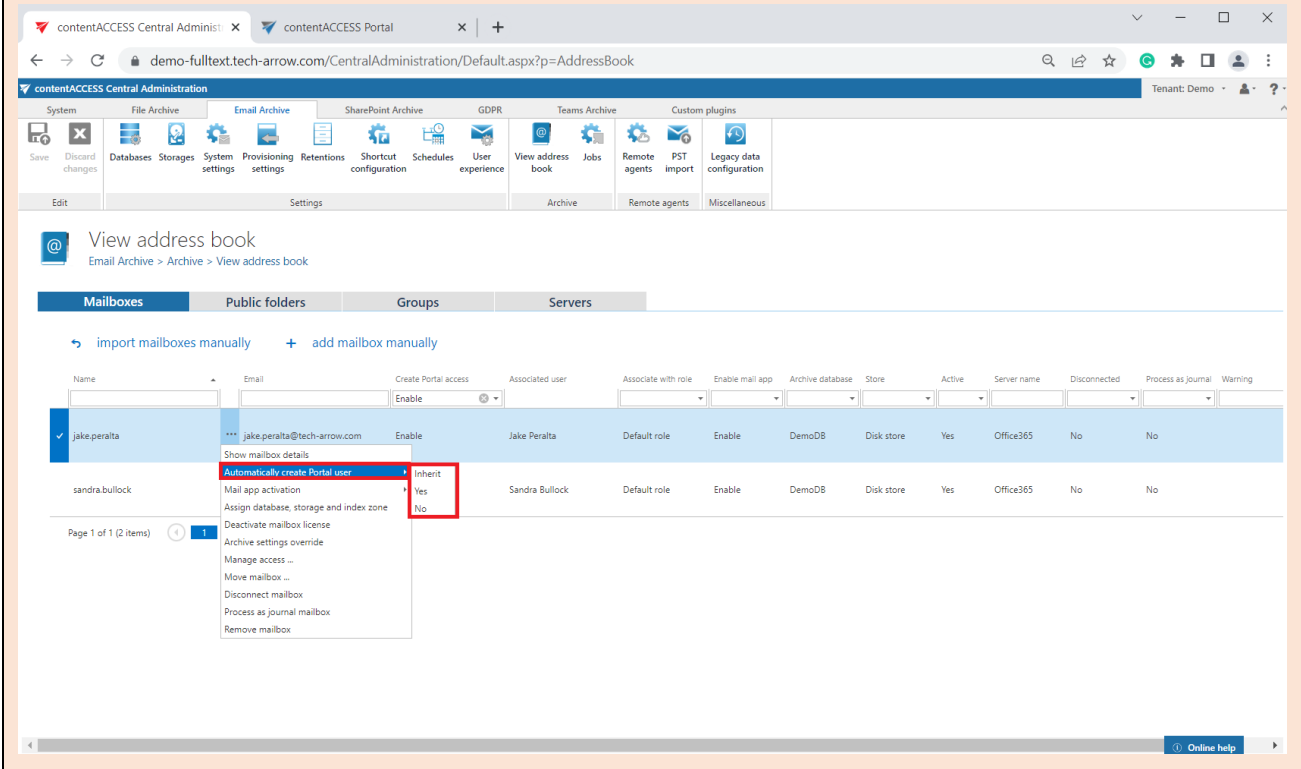 contentACCESS Central Administ
contentACCESS Portal
demo-fulltext.tech-arrow.com/CentralAdministration/Default.aspx?p=AddressBook
contentACCESS Central Administration
Tenant: Demo
?
System
File Archive
Email Archive
SharePoint Archive
GDPR
Teams Archive
Custom plugins
Save
Discard changes
Databases
Storages
System settings
Provisioning settings
Retentions
Shortcut configuration
Schedules
User experience
View address book
Jobs
Remote agents
PST import
Legacy data configuration
Edit
Settings
Archive
Remote agents
Miscellaneous
View address book
Email Archive > Archive > View address book
Mailboxes
Public folders
Groups
Servers
import mailboxes manually
+ add mailbox manually
Name Email Create Portal access Associated user Associate with role Enable mail app Archive database Store Active Server name Disconnected Process as journal Warning
Enable
jake.peralta ... jake.peralta@tech-arrow.com Enable Jake Peralta Default role Enable DemoDB Disk store Yes Office365 No No
Show mailbox details
Automatically create Portal user
Inherit
Yes
No
Mail app activation
Assign database, storage and index zone
Deactivate mailbox license
Archive settings override
Manage access ...
Move mailbox ...
Disconnect mailbox
Process as journal mailbox
Remove mailbox
sandra.bullock Sandra Bullock Default role Enable DemoDB Disk store Yes Office365 No No
Page 1 of 1 (2 items) 1
Online help